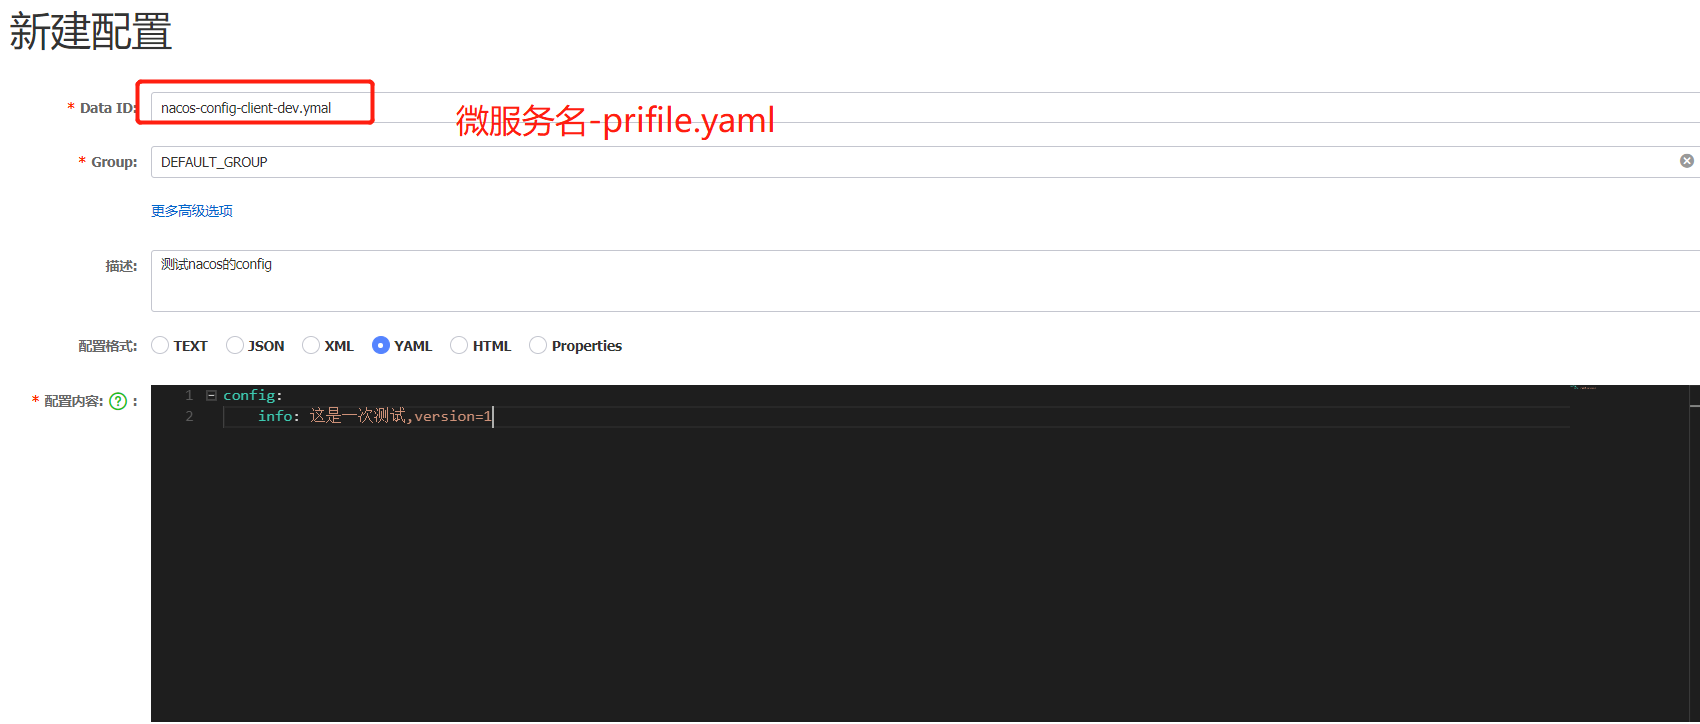 新建配置
* Data ID: nacos-config-client-dev.ymal
微服务名-prifile.yaml
* Group: DEFAULT_GROUP
更多高级选项
描述: 测试nacos的config
配置格式: TEXT JSON XML YAML HTML Properties
* 配置内容: ? :
1 config:
2 info: 这是一次测试,version=1